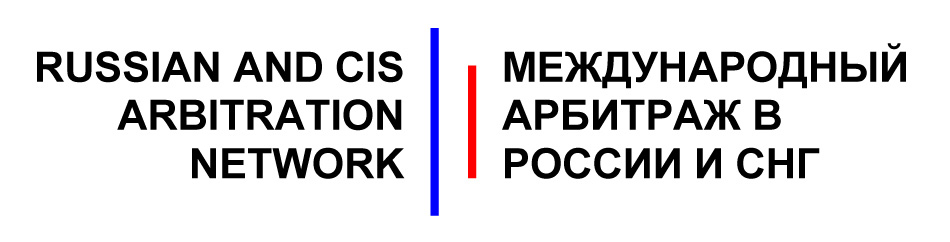 RUSSIAN AND CIS
ARBITRATION
NETWORK
МЕЖДУНАРОДНЫЙ
АРБИТРАЖ В
РОССИИ И СНГ